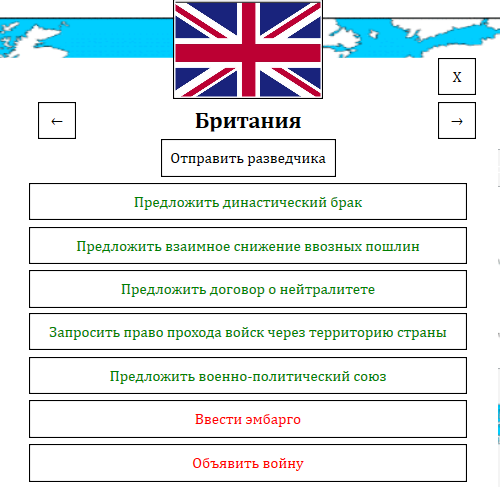 X
←
Британия
→
Отправить разведчика
Предложить династический брак
Предложить взаимное снижение ввозных пошлин
Предложить договор о нейтралитете
Запросить право прохода войск через территорию страны
Предложить военно-политический союз
Ввести эмбарго
Объявить войну